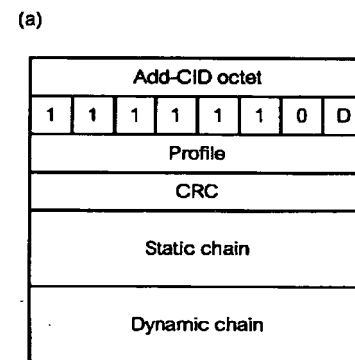 (a)
Add-CID octet
1 1 1 1 1 1 0 D
Profile
CRC
Static chain
Dynamic chain